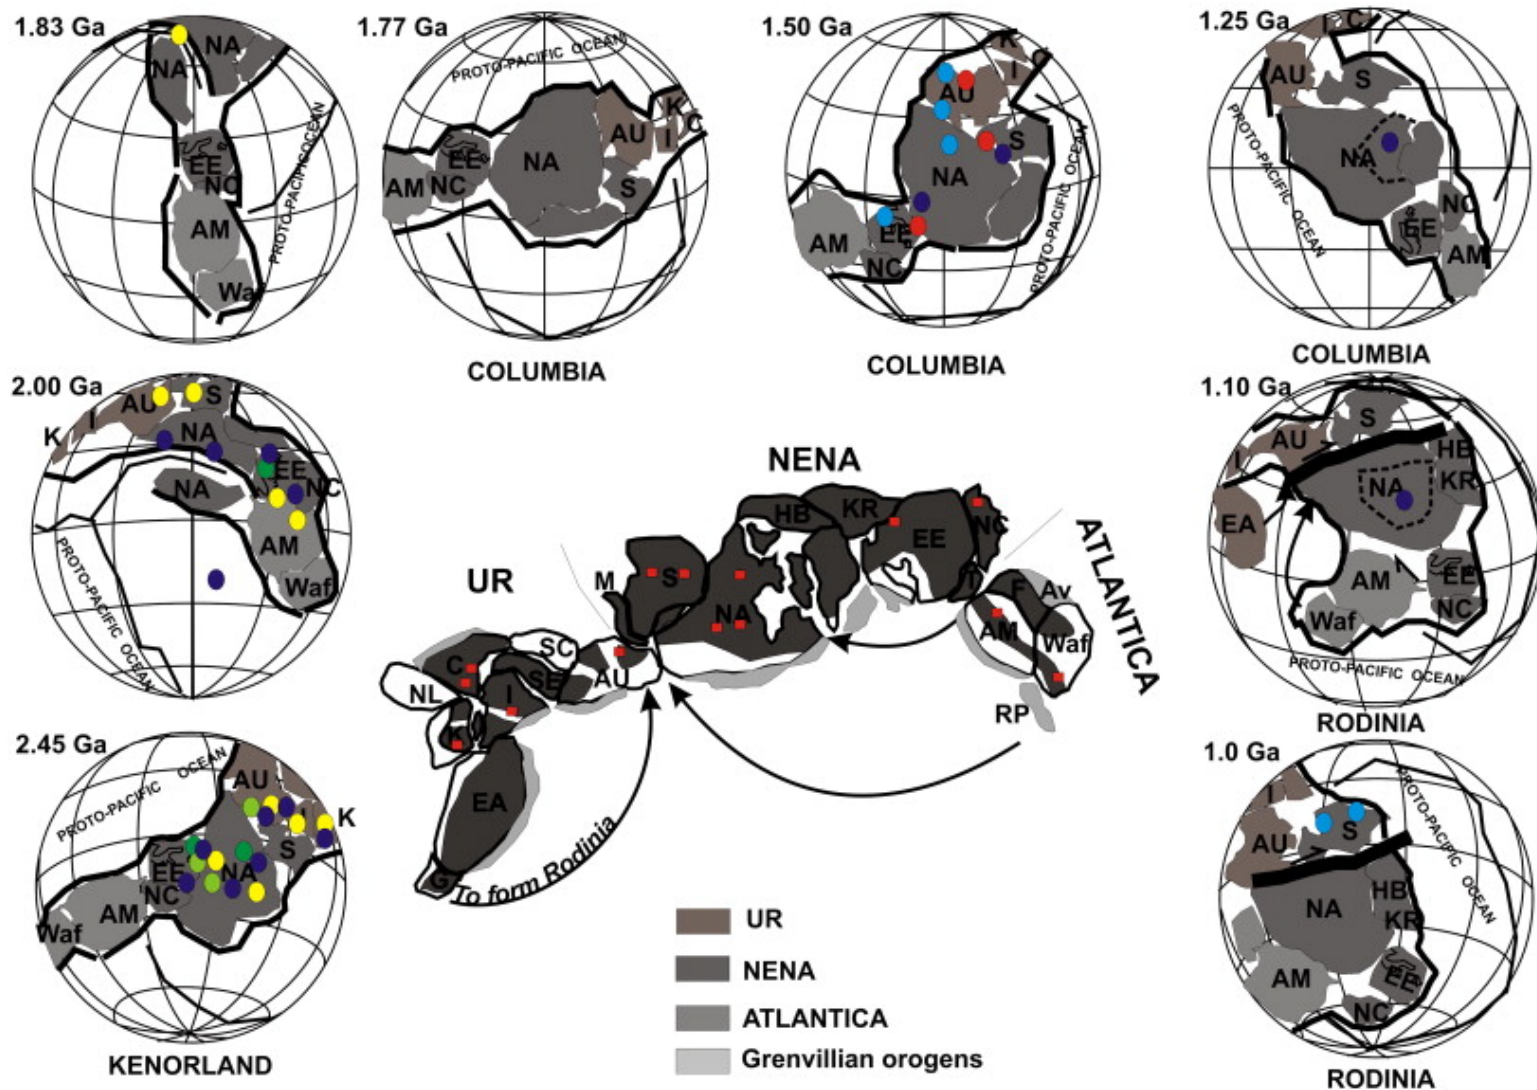 1.83 Ga
NA
NA
EE
NC
AM
Wa
PROTO-PACIFICOCEAN
1.77 Ga
PROTO-PACIFIC OCEAN
K
C
I
AU
NA
EE
S
AM
NC
COLUMBIA
1.50 Ga
K
C
I
AU
S
NA
EE
AM
NC
PROTO-PACIFIC OCEAN
COLUMBIA
1.25 Ga
I
C
AU
S
NA
NC
EE
AM
PROTO-PACIFIC OCEAN
COLUMBIA
2.00 Ga
AU
S
I
K
NA
EE
NC
NA
AM
Waf
PROTO-PACIFIC OCEAN
1.10 Ga
S
AU
HB
I
NA
KR
EA
AM
EE
Waf
NC
PROTO-PACIFIC OCEAN
RODINIA
2.45 Ga
PROTO-PACIFIC OCEAN
AU
I
K
S
EE
NA
NC
AM
Waf
KENORLAND
1.0 Ga
PROTO-PACIFIC OCEAN
I
S
AU
HB
NA
KR
EE
AM
NC
RODINIA
NENA
HB
KR
NC
EE
UR
ATLANTICA
M
S
T
F
Av
NA
AM
Waf
SC
C
SE
AU
NL
I
RP
K
EA
G
To form Rodinia
UR
NENA
ATLANTICA
Grenvillian orogens